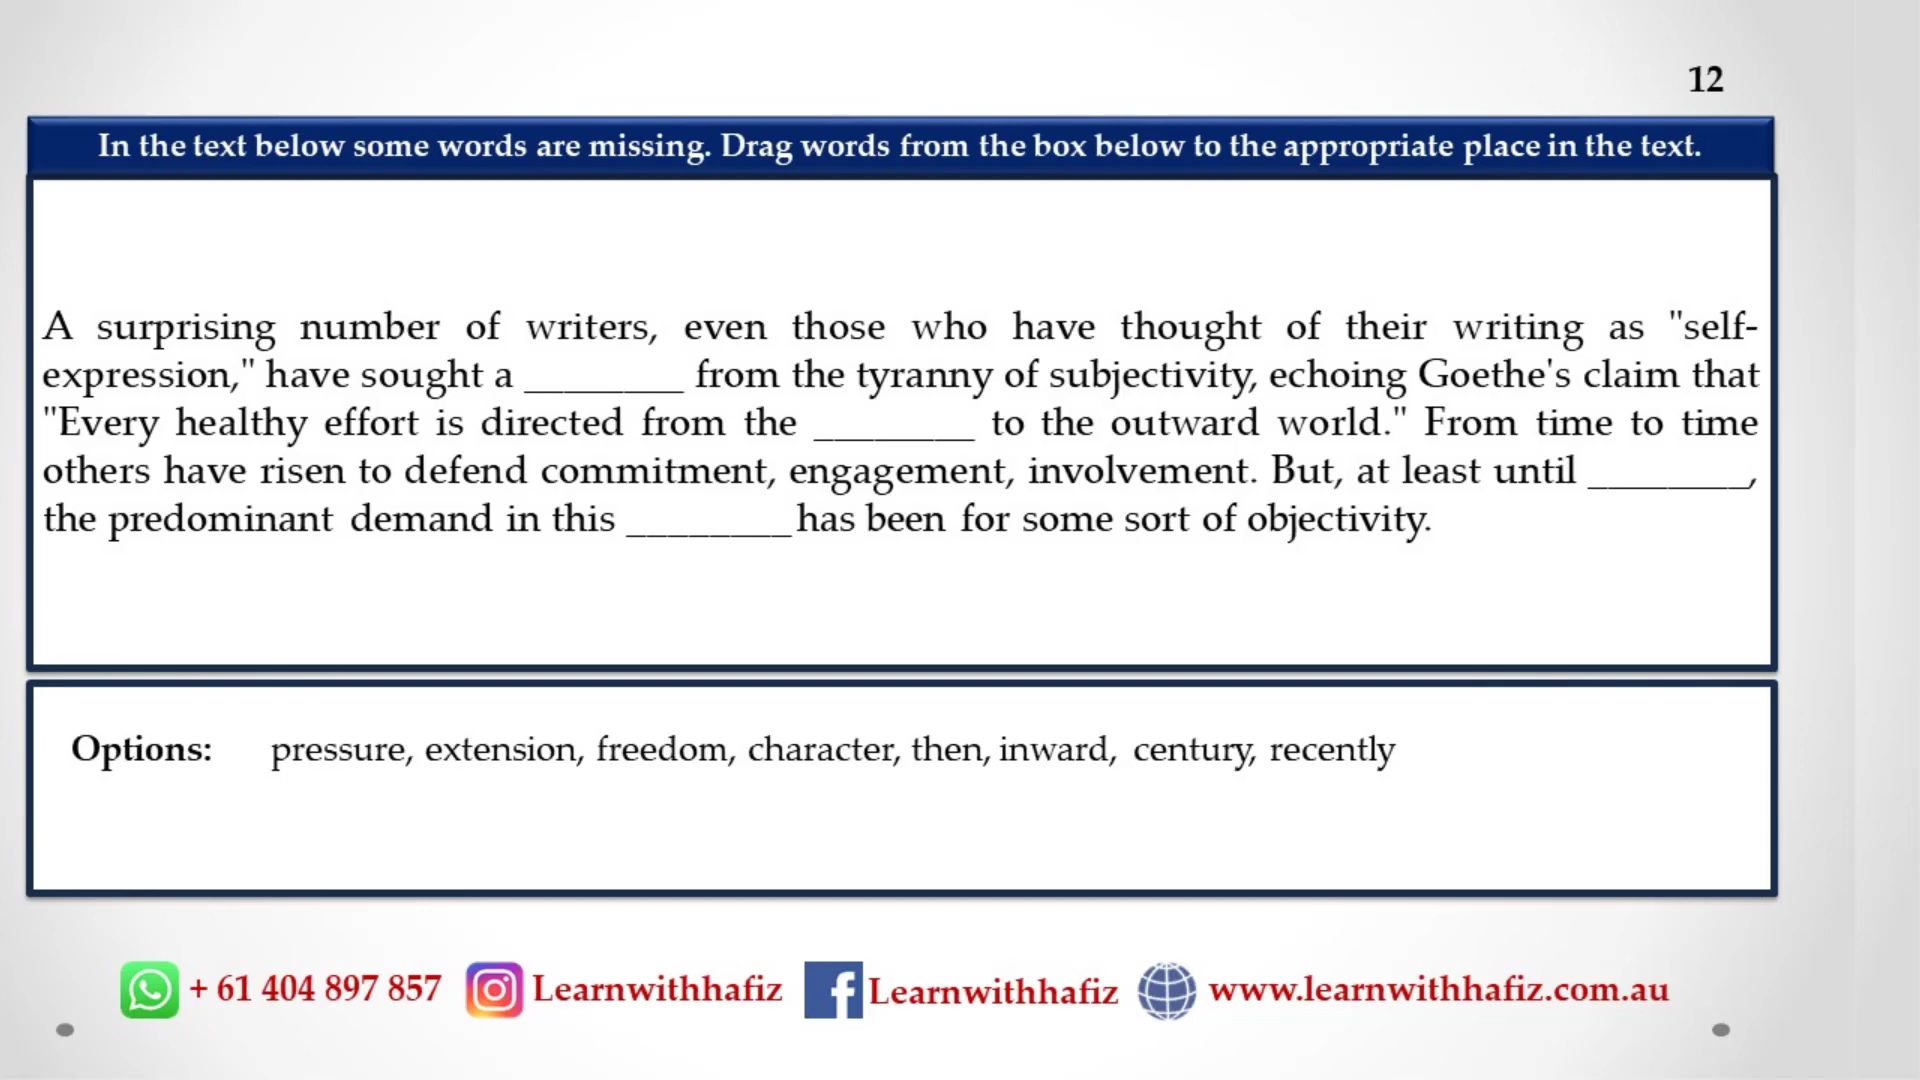 12
In the text below some words are missing. Drag words from the box below to the appropriate place in the text.
A surprising number of writers, even those who have thought of their writing as "self-
expression," have sought a ________ from the tyranny of subjectivity, echoing Goethe's claim that
"Every healthy effort is directed from the ________ to the outward world." From time to time
others have risen to defend commitment, engagement, involvement. But, at least until ________,
the predominant demand in this ________ has been for some sort of objectivity.
Options: pressure, extension, freedom, character, then, inward, century, recently
+ 61 404 897 857 Learnwithhafiz Learnwithhafiz www.learnwithhafiz.com.au